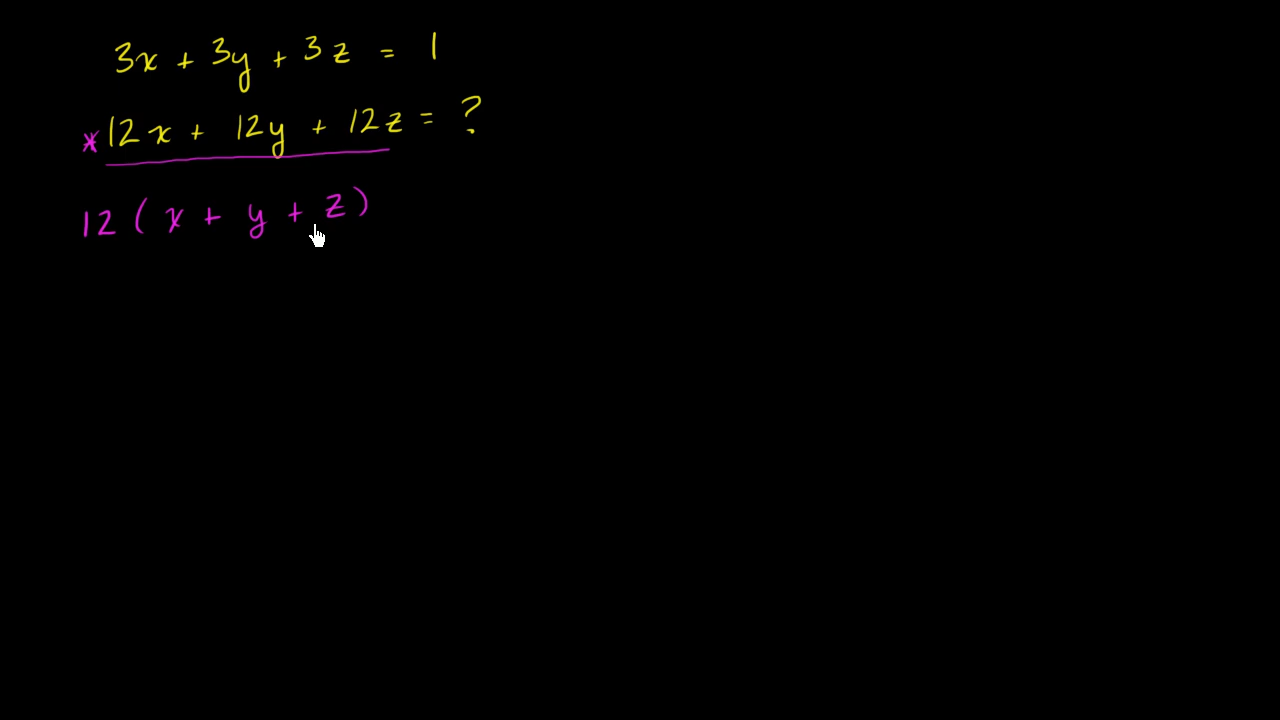 3x + 3y + 3z = 1
*12x + 12y + 12z = ?
12(x + y + z)